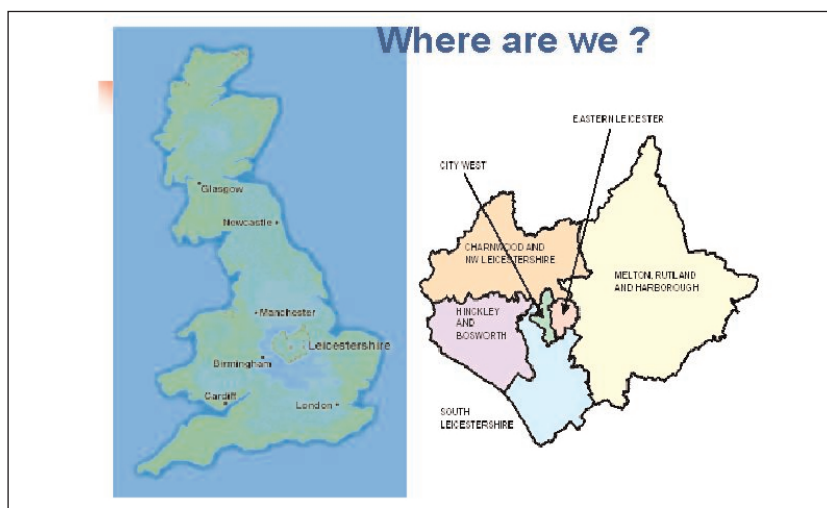 Where are we ?
Glasgow
Newcastle
Manchester
Leicestershire
Birmingham
Cardiff
London
EASTERN LEICESTER
CITY WEST
CHARNWOOD AND
NW LEICESTERSHIRE
MELTON, RUTLAND
AND HARBOROUGH
HINCKLEY
AND
BOSWORTH
SOUTH
LEICESTERSHIRE